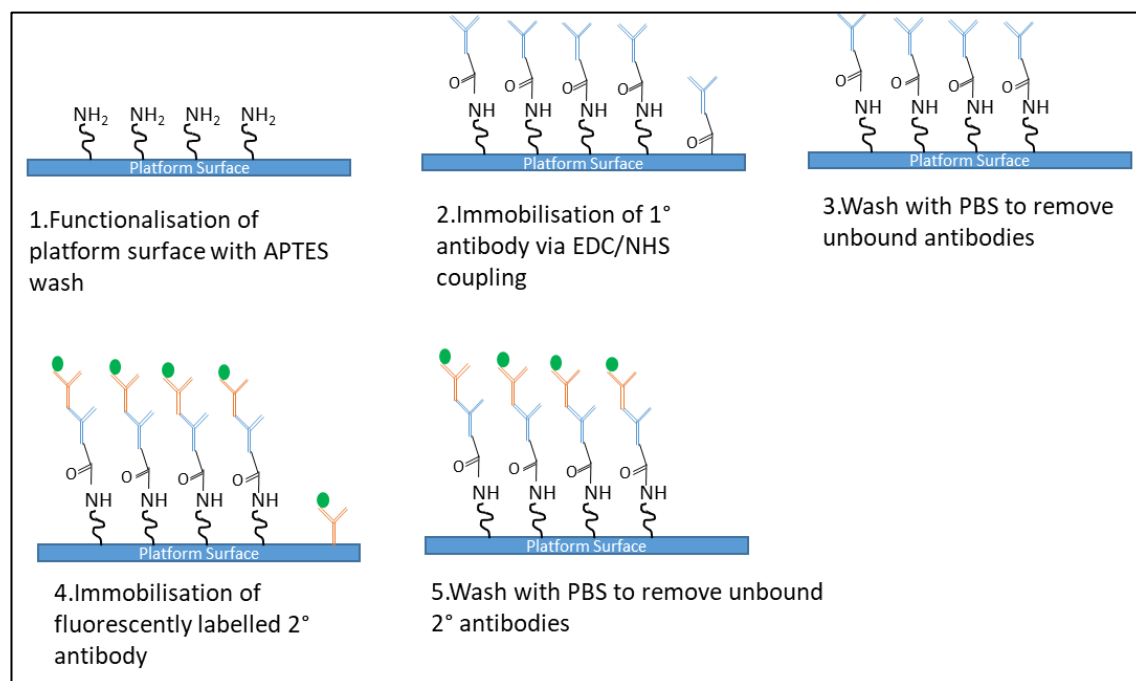 NH₂ NH₂ NH₂ NH₂
Platform Surface
1.Functionalisation of
platform surface with APTES
wash
O O O O O
NH NH NH NH
Platform Surface
2.Immobilisation of 1°
antibody via EDC/NHS
coupling
O O O O
NH NH NH NH
Platform Surface
3.Wash with PBS to remove
unbound antibodies
O O O O
NH NH NH NH
Platform Surface
4.Immobilisation of
fluorescently labelled 2°
antibody
O O O O
NH NH NH NH
Platform Surface
5.Wash with PBS to remove unbound
2° antibodies